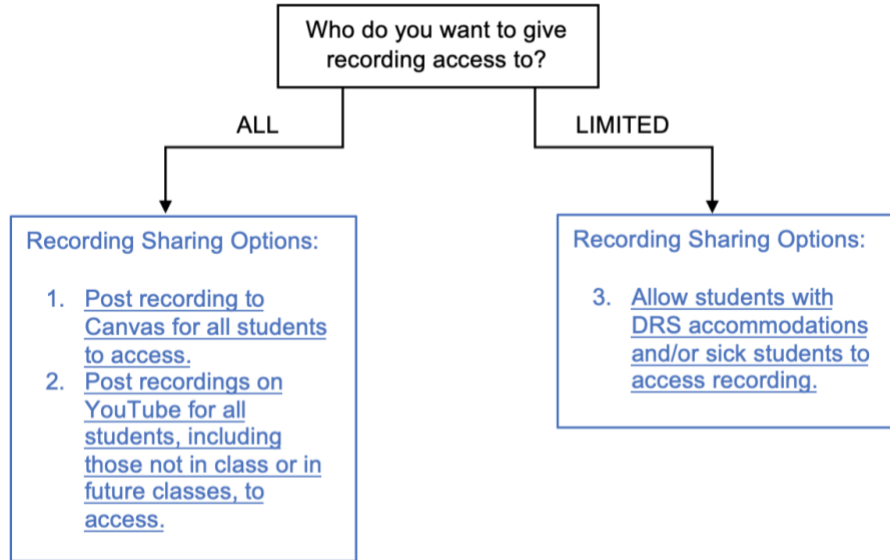 Who do you want to give
recording access to?
ALL
LIMITED
Recording Sharing Options:
1. Post recording to
Canvas for all students
to access.
2. Post recordings on
YouTube for all
students, including
those not in class or in
future classes, to
access.
Recording Sharing Options:
3. Allow students with
DRS accommodations
and/or sick students to
access recording.